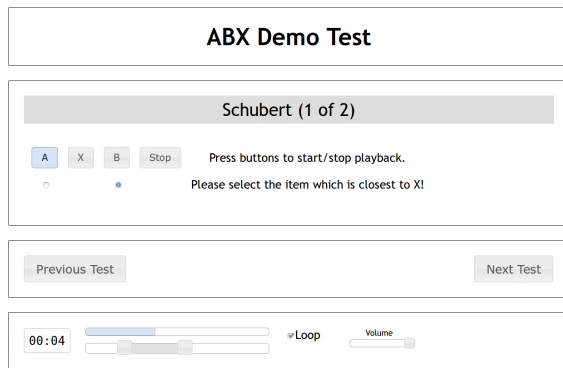 ABX Demo Test
Schubert (1 of 2)
A X B Stop Press buttons to start/stop playback.
Please select the item which is closest to X!
Previous Test Next Test
00:04 Loop Volume